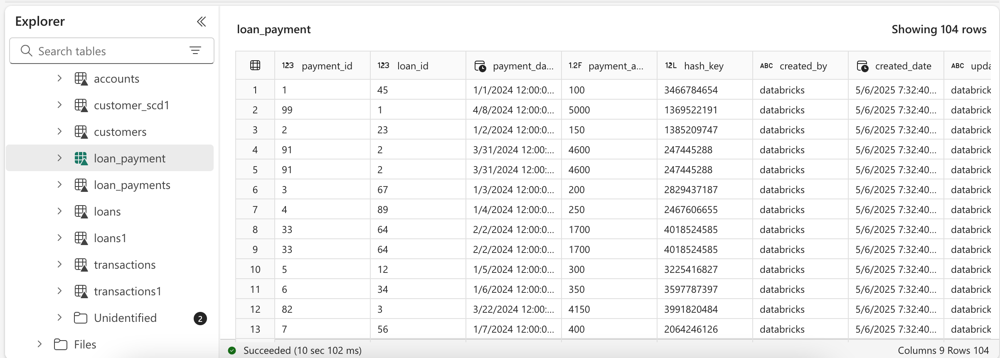 Explorer
Search tables
accounts
customer_scd1
customers
loan_payment
loan_payments
loans
loans1
transactions
transactions1
Unidentified 2
Files
loan_payment Showing 104 rows
123 payment_id 123 loan_id payment_da... 1.2F payment_a... 12L hash_key ABC created_by created_date ABC upda
1 1 45 1/1/2024 12:00:0... 100 3466784654 databricks 5/6/2025 7:32:40... databrick
2 99 1 4/8/2024 12:00:0... 5000 1369522191 databricks 5/6/2025 7:32:40... databrick
3 2 23 1/2/2024 12:00:0... 150 1385209747 databricks 5/6/2025 7:32:40... databrick
4 91 2 3/31/2024 12:00:... 4600 247445288 databricks 5/6/2025 7:32:40... databrick
5 91 2 3/31/2024 12:00:... 4600 247445288 databricks 5/6/2025 7:32:40... databrick
6 3 67 1/3/2024 12:00:0... 200 2829437187 databricks 5/6/2025 7:32:40... databrick
7 4 89 1/4/2024 12:00:0... 250 2467606655 databricks 5/6/2025 7:32:40... databrick
8 33 64 2/2/2024 12:00:0... 1700 4018524585 databricks 5/6/2025 7:32:40... databrick
9 33 64 2/2/2024 12:00:0... 1700 4018524585 databricks 5/6/2025 7:32:40... databrick
10 5 12 1/5/2024 12:00:0... 300 3225416827 databricks 5/6/2025 7:32:40... databrick
11 6 34 1/6/2024 12:00:0... 350 3597787397 databricks 5/6/2025 7:32:40... databrick
12 82 3 3/22/2024 12:00:... 4150 3991820484 databricks 5/6/2025 7:32:40... databrick
13 7 56 1/7/2024 12:00:0... 400 2064246126 databricks 5/6/2025 7:32:40... databrick
Succeeded (10 sec 102 ms) Columns 9 Rows 104